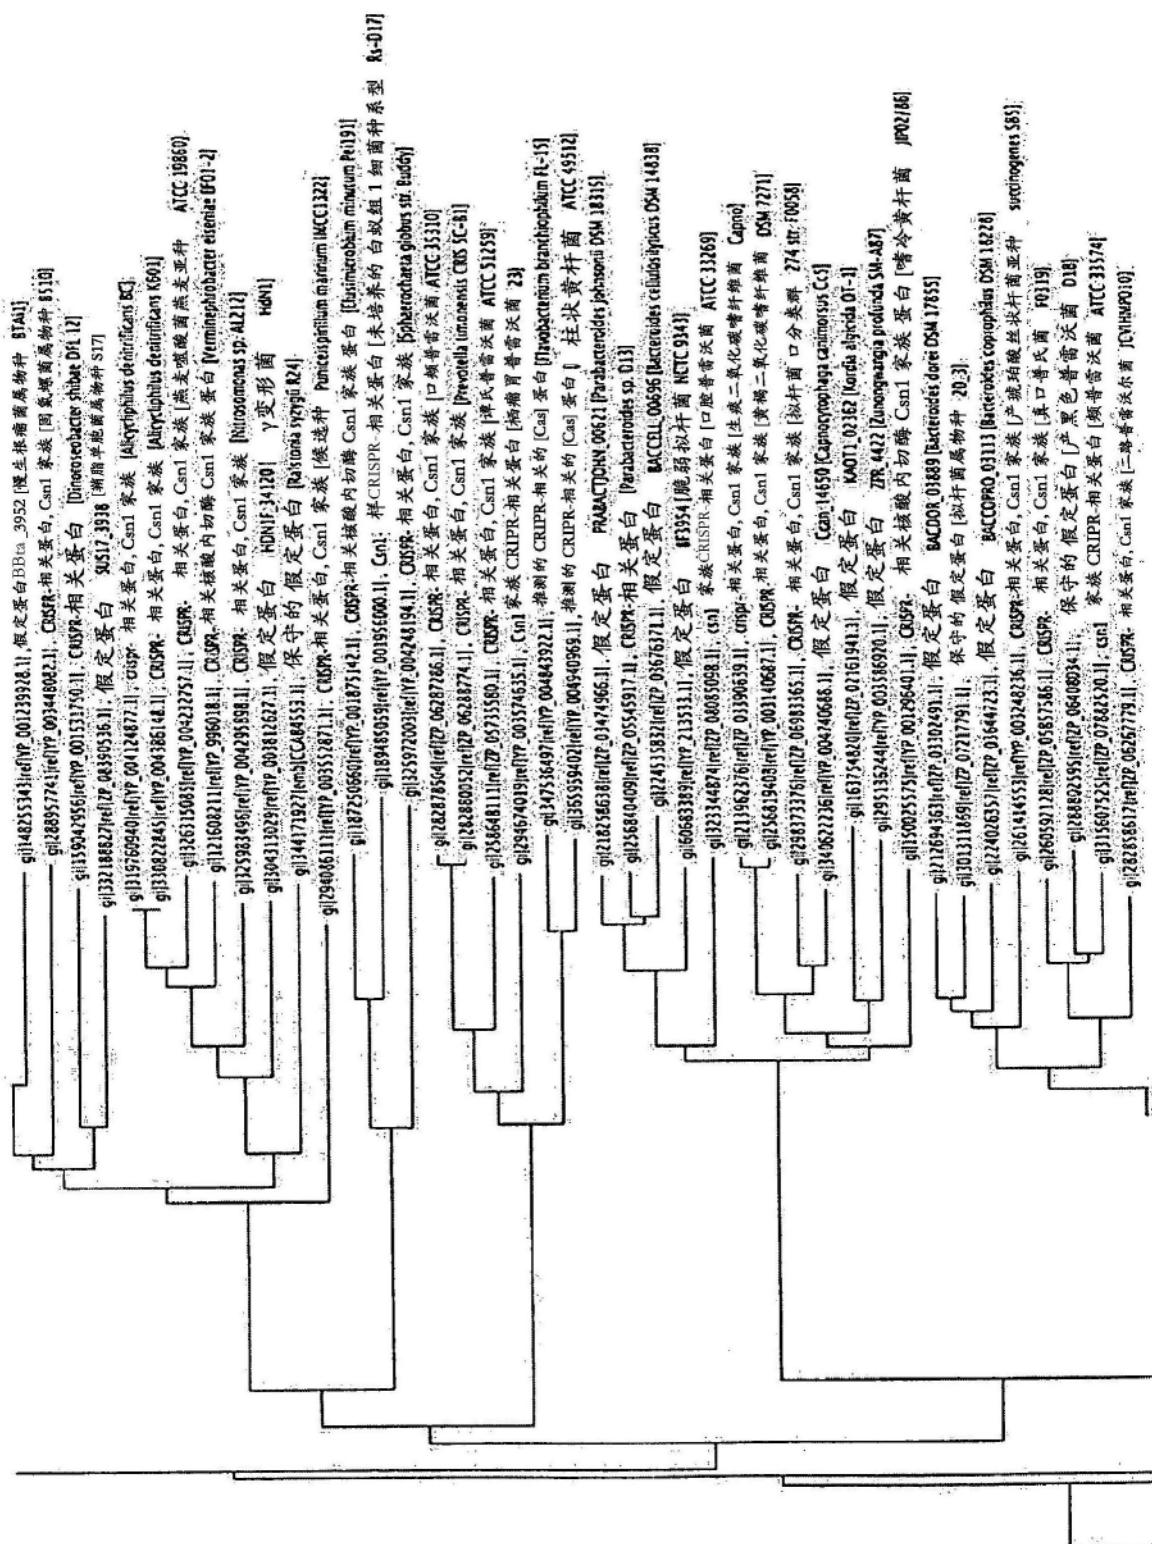 gi|148255343|ref|YP_001239928.1|, 假定蛋白BBta_3952 [慢生根瘤菌属物种 BTAi1]
gi|288957741|ref|YP_003448082.1|, CRISPR-相关蛋白, Csn1 家族 [固氮螺菌属物种 B510]
gi|159042956|ref|YP_001531750.1|, CRISPR-相关蛋白 [Dinoroseobacter shibae DFL 12]
gi|332188827|ref|ZP_08390536.1|, 假定蛋白 SUS17_3938 [鞘脂单胞菌属物种 S17]
gi|319760940|ref|YP_004124877.1| crispr- 相关蛋白, Csn1 家族 [Alicycliphilus denitrificans BC]
gi|330822845|ref|YP_004386148.1|, CRISPR- 相关蛋白, Csn1 家族 [Alicycliphilus denitrificans K601]
gi|326315085|ref|YP_004232757.1|, CRISPR- 相关蛋白, Csn1 家族 [燕麦噬酸菌燕麦亚种 ATCC 19860]
gi|121608211|ref|YP_996018.1|, CRISPR-相关核酸内切酶 Csn1 家族蛋白 [Verminephrobacter eiseniae EF01-2]
gi|325983496|ref|YP_004295898.1|, CRISPR- 相关蛋白, Csn1 家族 [Nitrosomonas sp. AL212]
gi|304313029|ref|YP_003812627.1| 假定蛋白 HDN1F_34120 γ变形菌 HdN1]
gi|344171927|emb|CCA84553.1| 保守的假定蛋白 [Ralstonia syzygii R24]
gi|294086111|ref|YP_003552871.1|, CRISPR-相关蛋白, Csn1 家族 [候选种 Puniceispirillum marinum IMCC1322]
gi|187250660|ref|YP_001875142.1|, CRISPR-相关核酸内切酶 Csn1 家族蛋白 [Elusimicrobium minutum Pei191]
gi|189485059|ref|YP_001956000.1|, Csn1- 样CRISPR-相关蛋白 [未培养的白蚁组 1 细菌种系型 Rs-D17]
gi|325972003|ref|YP_004248194.1|, CRISPR- 相关蛋白, Csn1 家族 [Spherochaeta globus str. Buddy]
gi|282878504|ref|ZP_06287286.1|, CRISPR- 相关蛋白, Csn1 家族 [口颊普雷沃菌 ATCC 35310]
gi|282880052|ref|ZP_06288774.1|, CRISPR- 相关蛋白, Csn1 家族 [Prevotella timonensis CRIS 5C-B1]
gi|258648111|ref|ZP_05735580.1|, CRISPR- 相关蛋白, Csn1 家族 [谭氏普雷沃菌 ATCC 51259]
gi|294674019|ref|YP_003574635.1|, Csn1 家族 CRIPR-相关蛋白 [栖瘤胃普雷沃菌 23]
gi|347536497|ref|YP_004843922.1| 推测的 CRIPR-相关的 [Cas] 蛋白 [Flavobacterium branchiophilum FL-15]
gi|365959402|ref|YP_004940969.1|, 推测的 CRIPR-相关的 [Cas] 蛋白 [ 柱状黄杆菌 ATCC 49512]
gi|218258638|ref|ZP_03474966.1|, 假定蛋白 PRABACTJOHN_00621 [Parabacteroides johnsonii DSM 18315]
gi|256840409|ref|ZP_05545917.1|, CRISPR-相关蛋白 [Parabacteroides sp. D13]
gi|224535832|ref|ZP_03676371.1|, 假定蛋白 BACCELL_00696 [Bacteroides cellulosilyticus DSM 14838]
gi|60683389|ref|YP_213533.1|, 假定蛋白 BF3954 [脆弱拟杆菌 NCTC 9343]
gi|323344874|ref|ZP_08085098.1|, csn1 家族CRISPR-相关蛋白 [口腔普雷沃菌 ATCC 33269]
gi|213962376|ref|ZP_03390639.1|, crispr-相关蛋白, Csn1 家族 [生痰二氧化碳嗜纤维菌 Capno]
gi|256819408|ref|YP_003140687.1|, CRISPR-相关蛋白, Csn1 家族 [黄褐二氧化碳嗜纤维菌 DSM 7271]
gi|298373376|ref|ZP_06983365.1|, CRISPR- 相关蛋白, Csn1 家族 [拟杆菌口分类群 274 str. F0058]
gi|340622236|ref|YP_004740688.1|, 假定蛋白 Ccan_14650 [Capnocytophaga canimorsus Cc5]
gi|163754820|ref|ZP_02161941.1|, 假定蛋白 KAOT1_02362 [Kordia algicida OT-1]
gi|295136244|ref|YP_003586920.1|, 假定蛋白 ZPR_4422 [Zunongwangia profunda SM-A87]
gi|150025575|ref|YP_001296401.1|, CRISPR- 相关核酸内切酶 Csn1 家族蛋白 [嗜冷黄杆菌 JIP02/86]
gi|212694363|ref|ZP_03302491.1| 假定蛋白 BACDOR_03889 [Bacteroides dorei DSM 17855]
gi|301311869|ref|ZP_07217791.1|, 保守的假定蛋白 [拟杆菌属物种 20_3]
gi|224026357|ref|ZP_03644723.1| 假定蛋白 BACCOPRO_03113 [Bacteroides coprophilus DSM 18228]
gi|261414553|ref|YP_003248236.1|, CRISPR-相关蛋白, Csn1 家族 [产琥珀酸丝状杆菌亚种 succinogenes S85]
gi|260592128|ref|ZP_05857586.1|, CRISPR- 相关蛋白, Csn1 家族 [真口普氏菌 F0319]
gi|288802595|ref|ZP_06408034.1|, 保守的假定蛋白 [产黑色普雷沃菌 D18]
gi|315607525|ref|ZP_07882520.1|, csn1 家族 CRIPR-相关蛋白 [颊普雷沃菌 ATCC 33574]
gi|282858617|ref|ZP_06267779.1|, CRISPR- 相关蛋白, Csn1 家族 [二路普雷沃尔菌 JCVIHMP010]